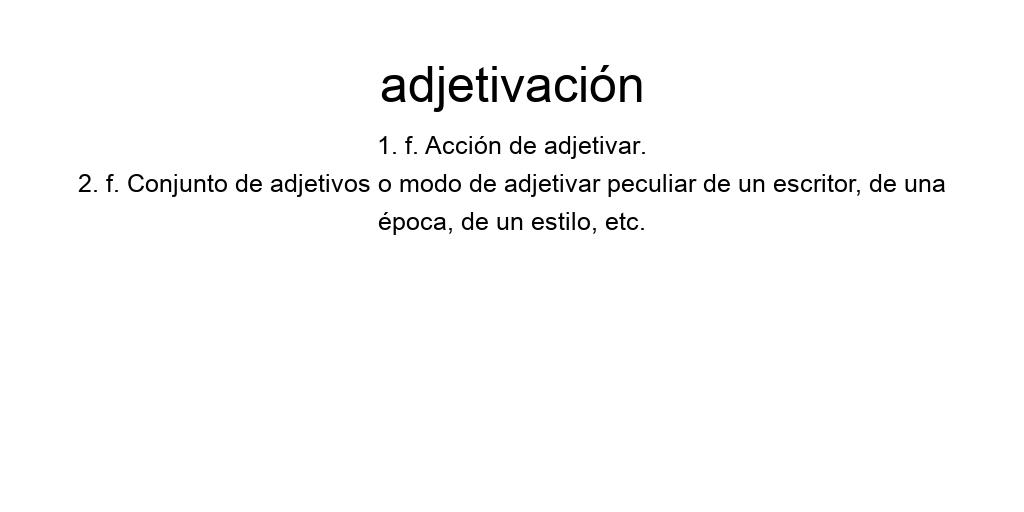 adjetivación
1. f. Acción de adjetivar.
2. f. Conjunto de adjetivos o modo de adjetivar peculiar de un escritor, de una
época, de un estilo, etc.